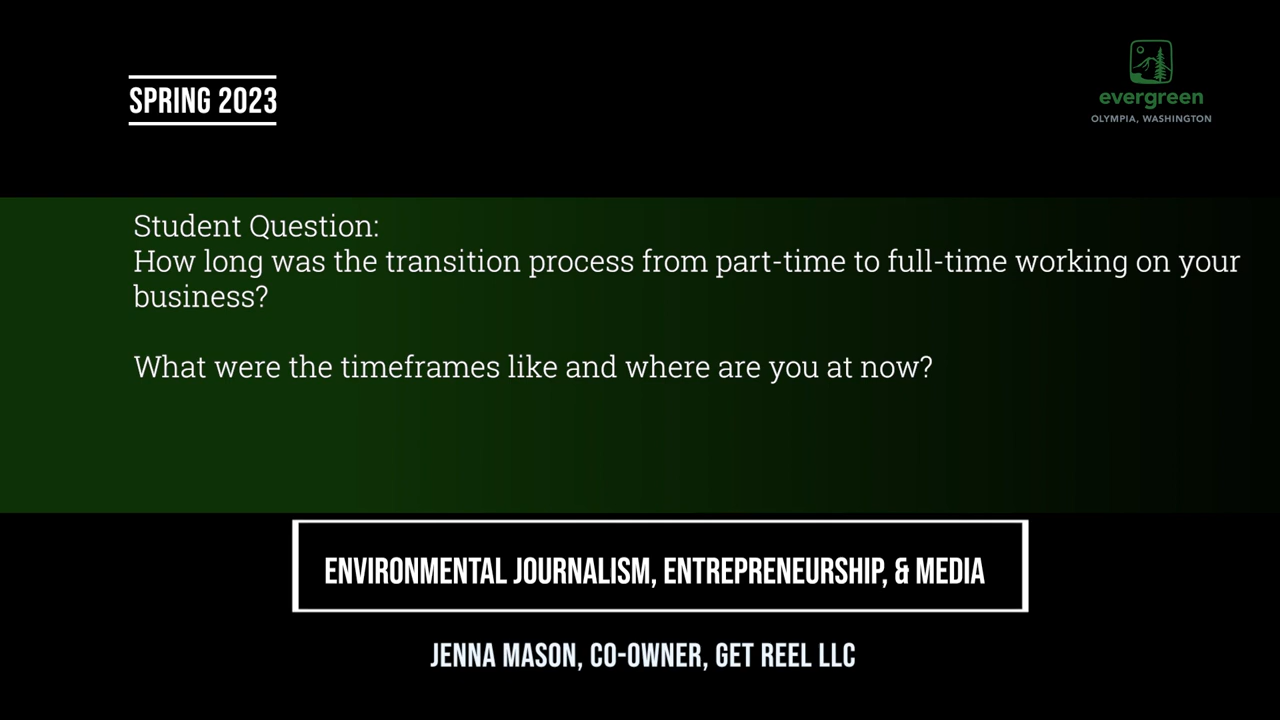 SPRING 2023
evergreen
OLYMPIA, WASHINGTON
Student Question:
How long was the transition process from part-time to full-time working on your
business?
What were the timeframes like and where are you at now?
ENVIRONMENTAL JOURNALISM, ENTREPRENEURSHIP, & MEDIA
JENNA MASON, CO-OWNER, GET REEL LLC